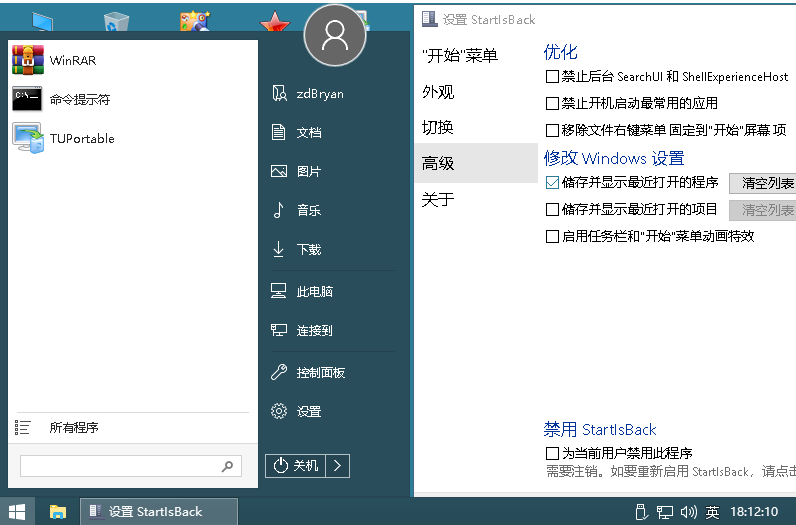 WinRAR
命令提示符
TUPortable
所有程序
zdBryan
文档
图片
音乐
下载
此电脑
连接到
控制面板
设置
关机
设置 StartIsBack
"开始"菜单
外观
切换
高级
关于
优化
禁止后台 SearchUI 和 ShellExperienceHost
禁止开机启动最常用的应用
移除文件右键菜单 固定到"开始"屏幕 项
修改 Windows 设置
储存并显示最近打开的程序 清空列表
储存并显示最近打开的项目 清空列表
启用任务栏和"开始"菜单动画特效
禁用 StartIsBack
为当前用户禁用此程序
需要注销。如要重新启用 StartIsBack，请点击
设置 StartIsBack
英 18:12:10